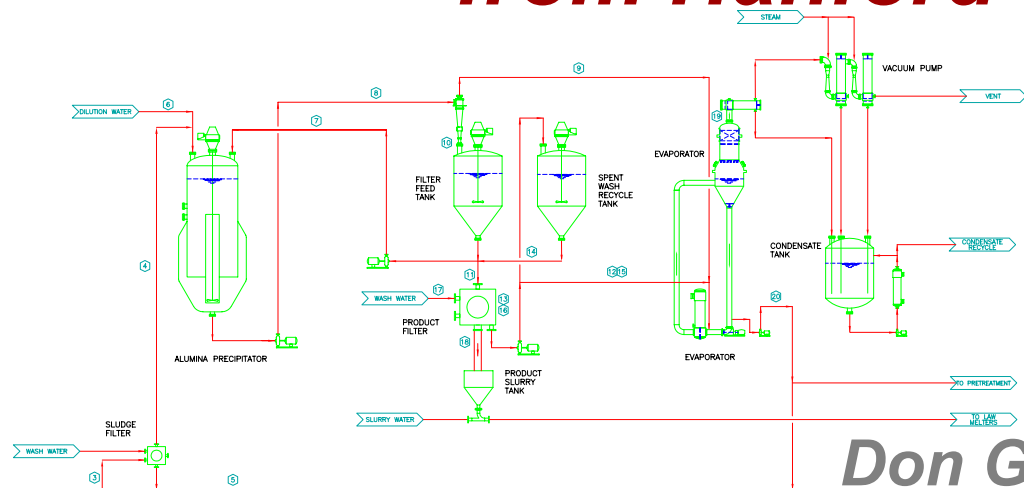 STEAM
VACUUM PUMP
VENT
9
8
6
DILUTION WATER
7
19
10
EVAPORATOR
FILTER
FEED
TANK
SPENT
WASH
RECYCLE
TANK
CONDENSATE
TANK
CONDENSATE
RECYCLE
14
4
11
12 15
17
WASH WATER
13
16
20
PRODUCT
FILTER
18
ALUMINA PRECIPITATOR
EVAPORATOR
PRODUCT
SLURRY
TANK
TO PRETREATMENT
SLURRY WATER
TO LAW
MELTERS
SLUDGE
FILTER
WASH WATER
3
5
Don G